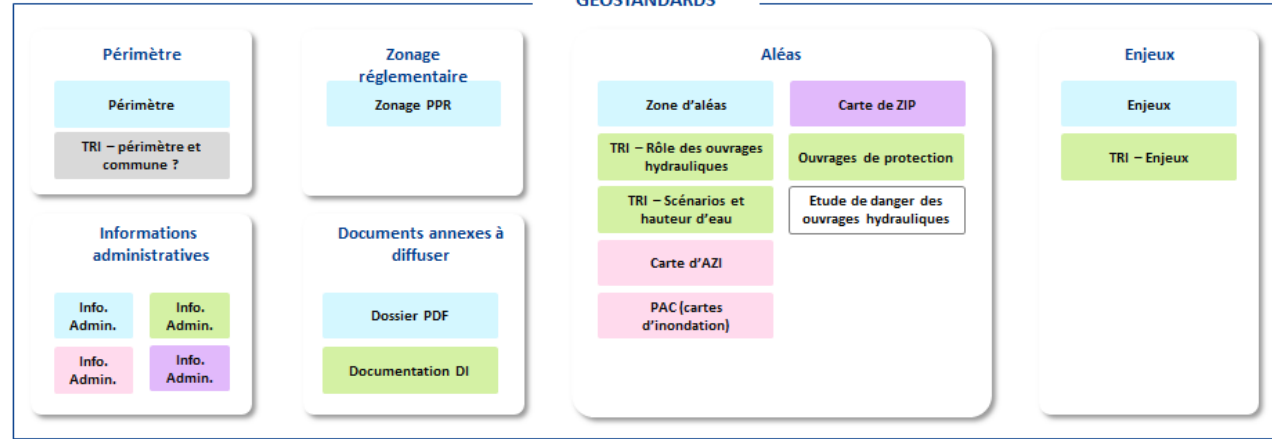 GEOSTANDARDS
Périmètre
Périmètre
TRI – périmètre et
commune ?
Zonage
réglementaire
Zonage PPR
Aléas
Zone d'aléas
Carte de ZIP
TRI – Rôle des ouvrages
hydrauliques
Ouvrages de protection
TRI – Scénarios et
hauteur d'eau
Etude de danger des
ouvrages hydrauliques
Carte d'AZI
PAC (cartes
d'inondation)
Enjeux
Enjeux
TRI – Enjeux
Informations
administratives
Info.
Admin.
Info.
Admin.
Info.
Admin.
Info.
Admin.
Documents annexes à
diffuser
Dossier PDF
Documentation DI